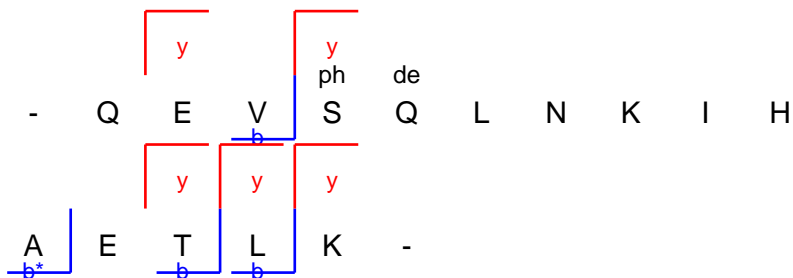 y y
ph de
- Q E V S Q L N K I H
b
y y y
A E T L K -
b* b b